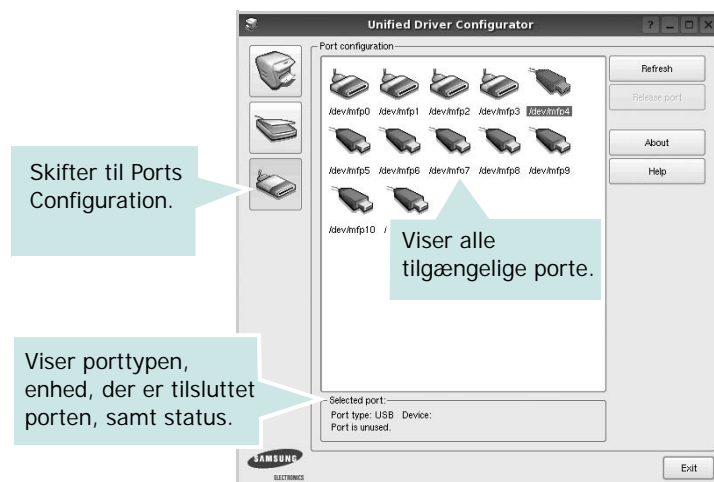 Unified Driver Configurator
Port configuration
Refresh
/dev/mfp0 /dev/mfp1 /dev/mfp2 /dev/mfp3 /dev/mfp4
Release port
About
/dev/mfp5 /dev/mfp6 /dev/mfo7 /dev/mfp8 /dev/mfp9
Help
Skifter til Ports
Configuration.
/dev/mfp10 /
Viser alle
tilgængelige porte.
Viser porttypen,
enhed, der er tilsluttet
porten, samt status.
Selected port:
Port type: USB Device:
Port is unused.
SAMSUNG
ELECTRONICS
Exit